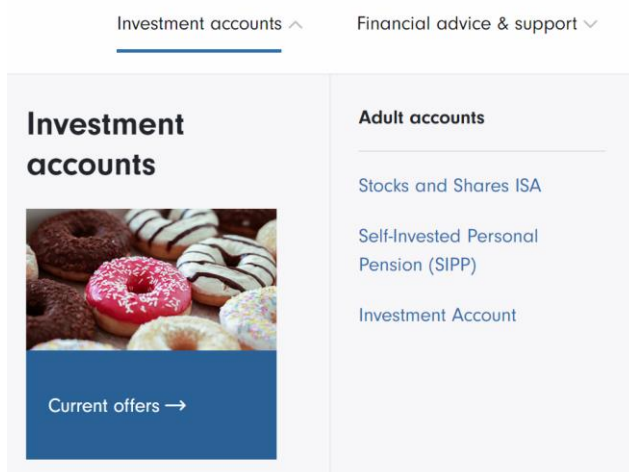 Investment accounts
Financial advice & support
Investment
accounts
Current offers →
Adult accounts
Stocks and Shares ISA
Self-Invested Personal
Pension (SIPP)
Investment Account